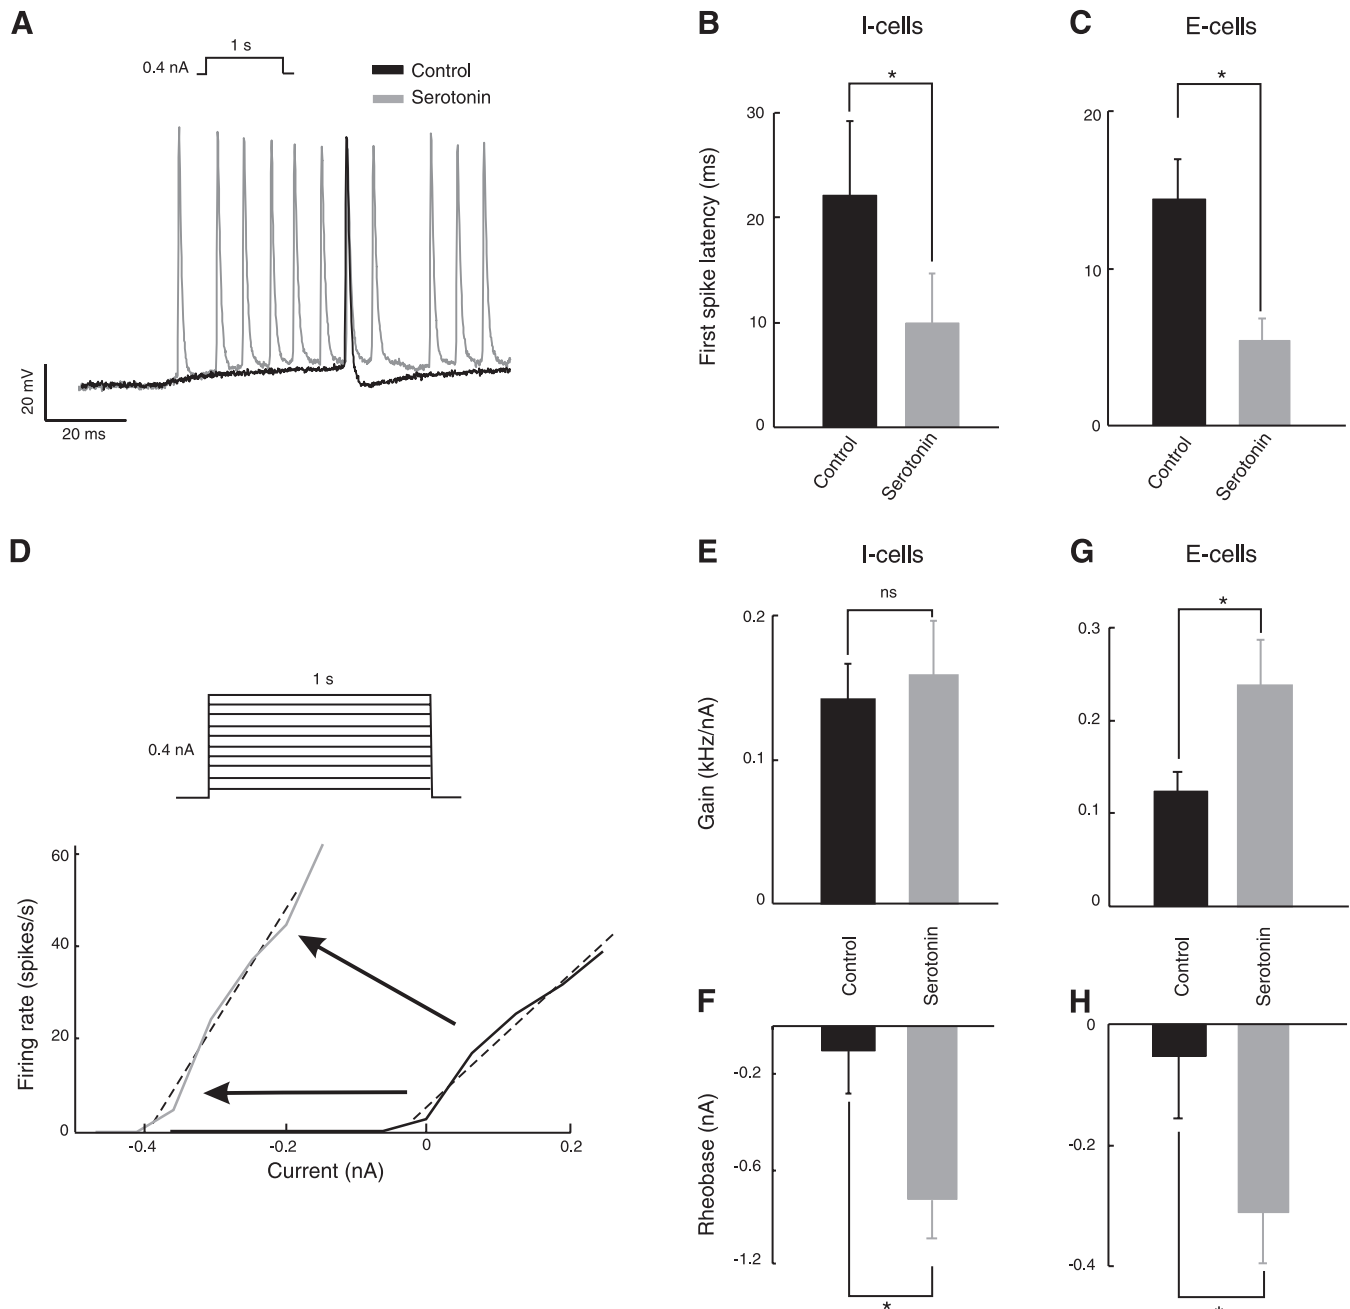 A
1 s
0.4 nA
Control
Serotonin
20 mV
20 ms
B
I-cells
*
First spike latency (ms)
30
20
10
0
Control
Serotonin
C
E-cells
*
20
10
0
Control
Serotonin
D
1 s
0.4 nA
Firing rate (spikes/s)
60
40
20
0
-0.4
-0.2
0
0.2
Current (nA)
E
I-cells
ns
Gain (kHz/nA)
0.2
0.1
0
Control
Serotonin
G
E-cells
*
0.3
0.2
0.1
0
Control
Serotonin
F
Rheobase (nA)
-0.2
-0.6
-1.2
*
H
0
-0.2
-0.4
*